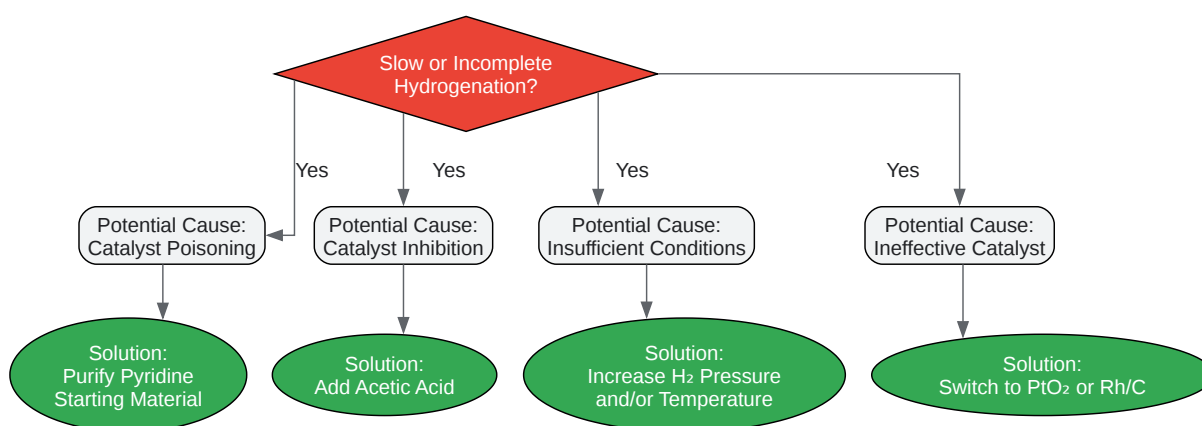 Slow or Incomplete
Hydrogenation?
Yes
Yes
Yes
Yes
Potential Cause:
Catalyst Poisoning
Potential Cause:
Catalyst Inhibition
Potential Cause:
Insufficient Conditions
Potential Cause:
Ineffective Catalyst
Solution:
Purify Pyridine
Starting Material
Solution:
Add Acetic Acid
Solution:
Increase H₂ Pressure
and/or Temperature
Solution:
Switch to PtO₂ or Rh/C